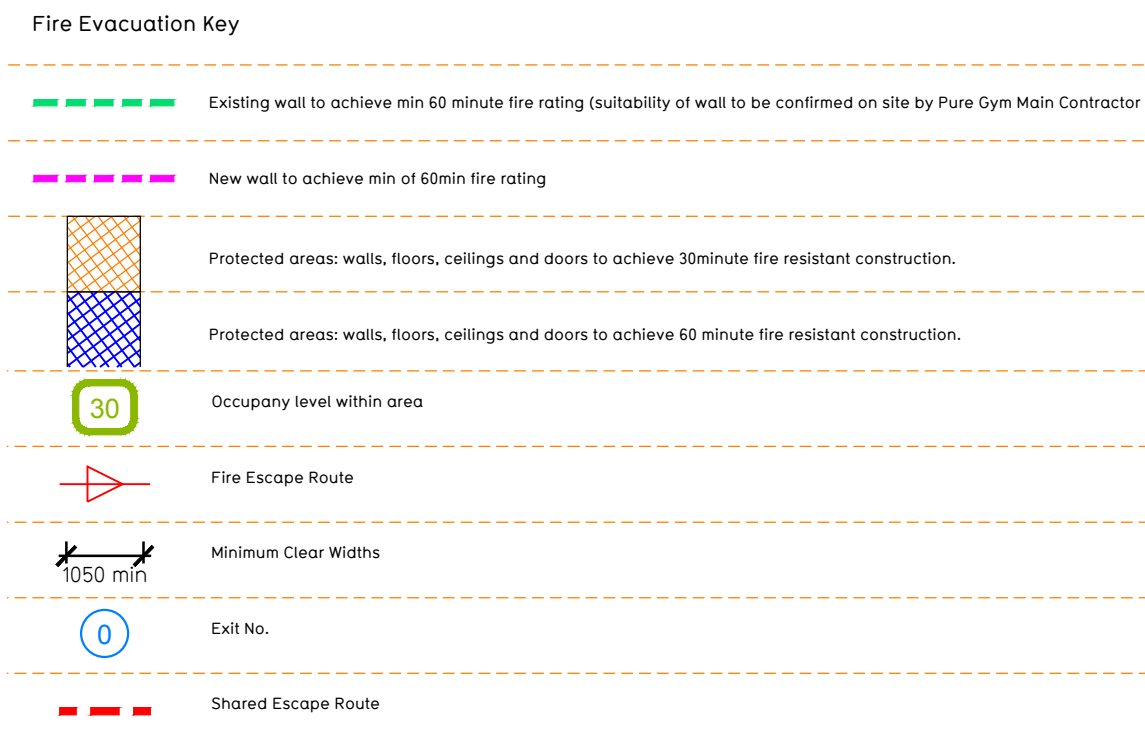 Fire Evacuation Key
Existing wall to achieve min 60 minute fire rating (suitability of wall to be confirmed on site by Pure Gym Main Contractor
New wall to achieve min of 60min fire rating
Protected areas: walls, floors, ceilings and doors to achieve 30minute fire resistant construction.
Protected areas: walls, floors, ceilings and doors to achieve 60 minute fire resistant construction.
30 Occupany level within area
Fire Escape Route
Minimum Clear Widths
1050 min
0 Exit No.
Shared Escape Route